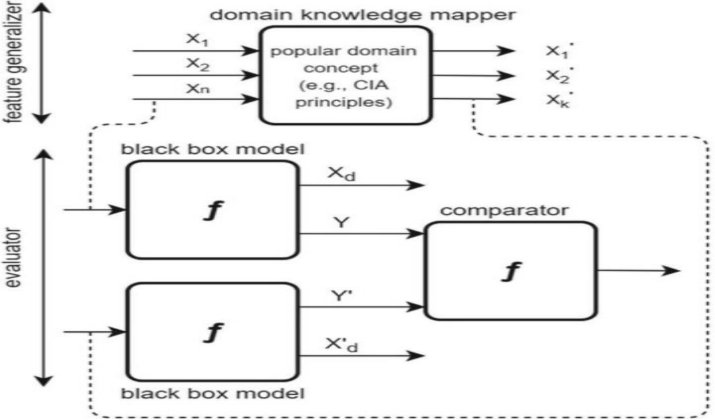 domain knowledge mapper
feature generalizer
X1
X2
Xn
popular domain
concept
(e.g., CIA
principles)
X1'
X2'
Xk'
black box model
f
Xd
Y
comparator
f
evaluator
f
Y'
X'd
black box model